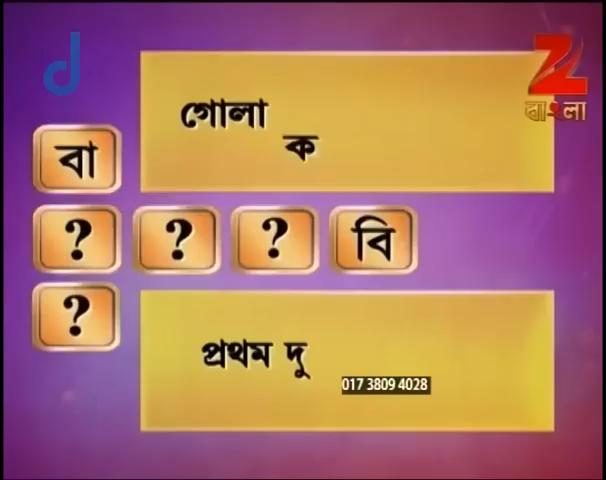 গোলা
ক
বাংলা
বা
? ? ? বি
?
প্রথম দু
017 3809 4028